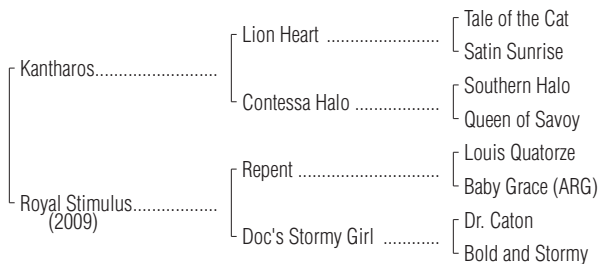 Tale of the Cat
Lion Heart ........................
Satin Sunrise
Kantharos..........................
Southern Halo
Contessa Halo ..................
Queen of Savoy
Louis Quatorze
Repent ..............................
Baby Grace (ARG)
Royal Stimulus..................
(2009)
Dr. Caton
Doc's Stormy Girl ............
Bold and Stormy